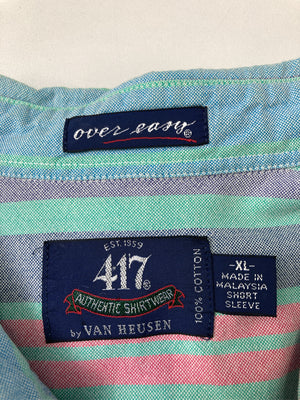 over easy®
EST. 1959
417®
AUTHENTIC SHIRTWEAR
by VAN HEUSEN
100% COTTON
-XL-
MADE IN
MALAYSIA
SHORT
SLEEVE